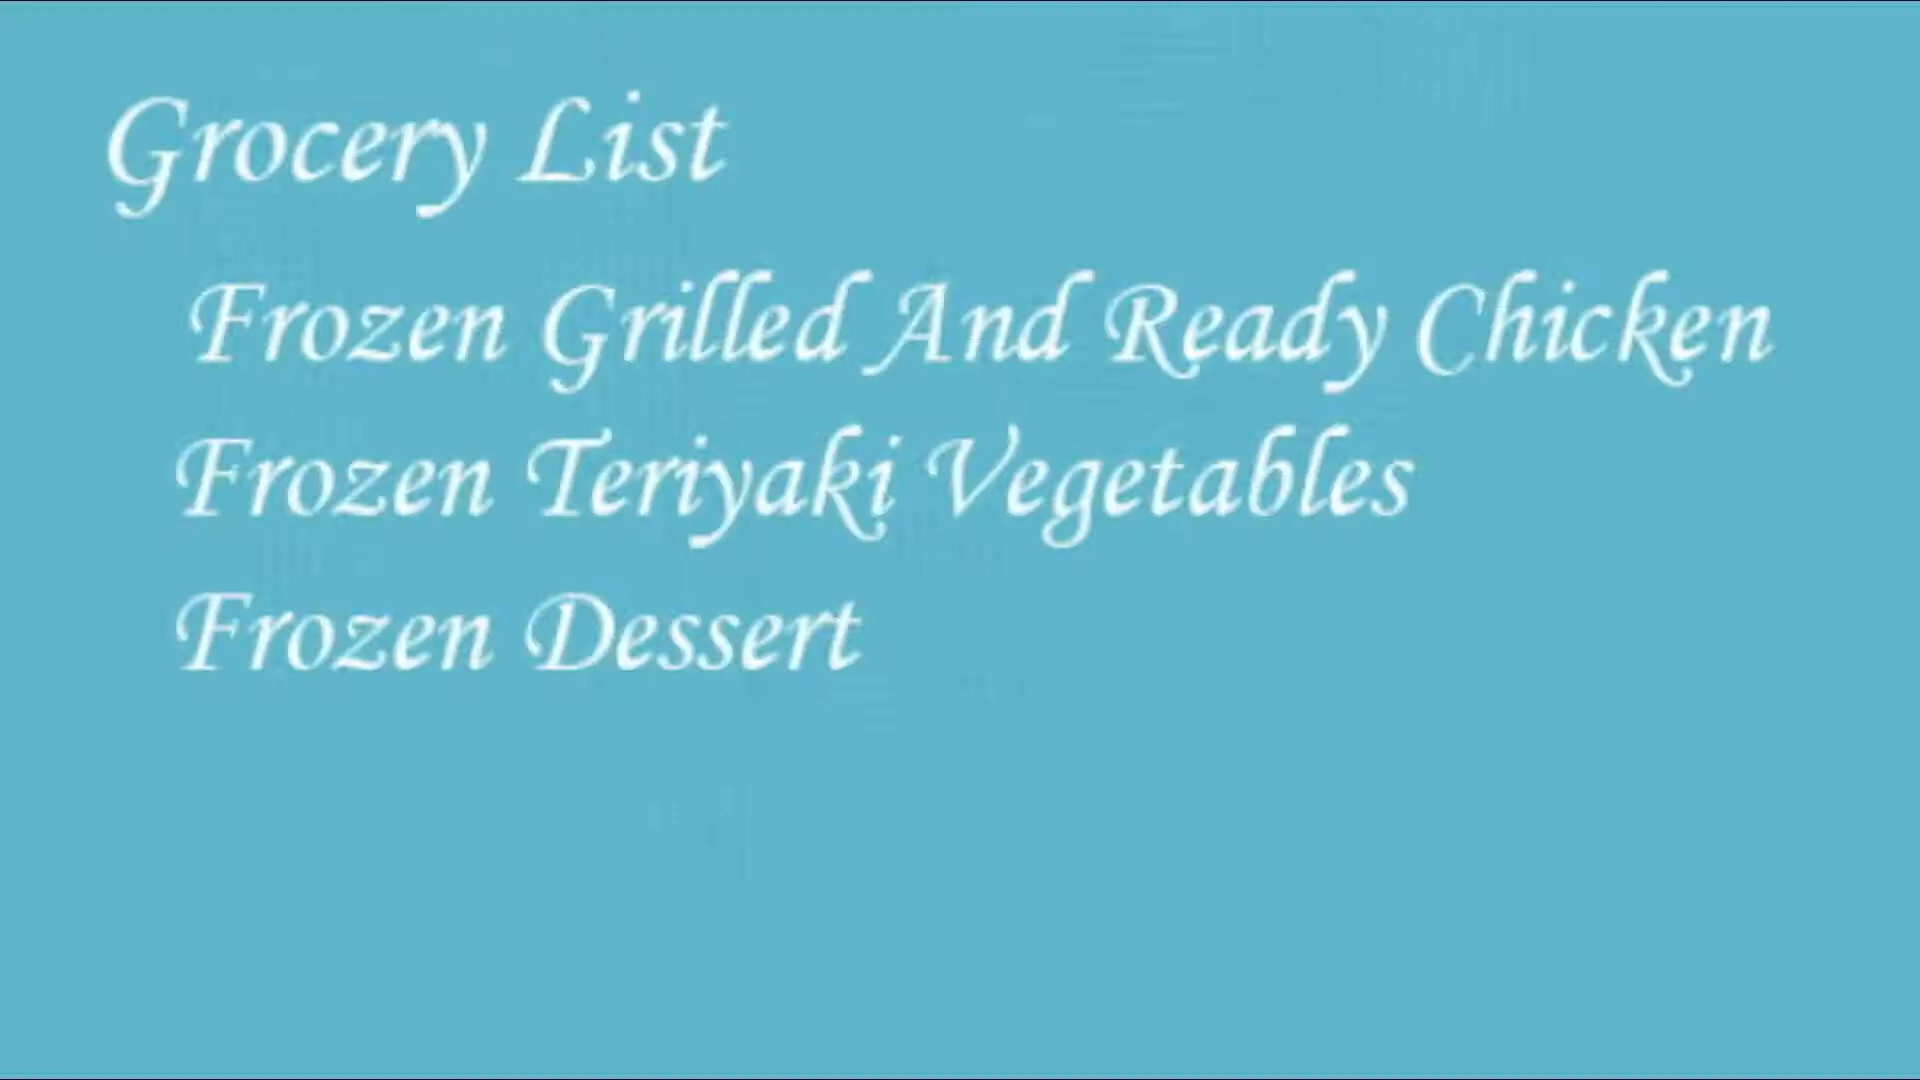 Grocery List
Frozen Grilled And Ready Chicken
Frozen Teriyaki Vegetables
Frozen Dessert